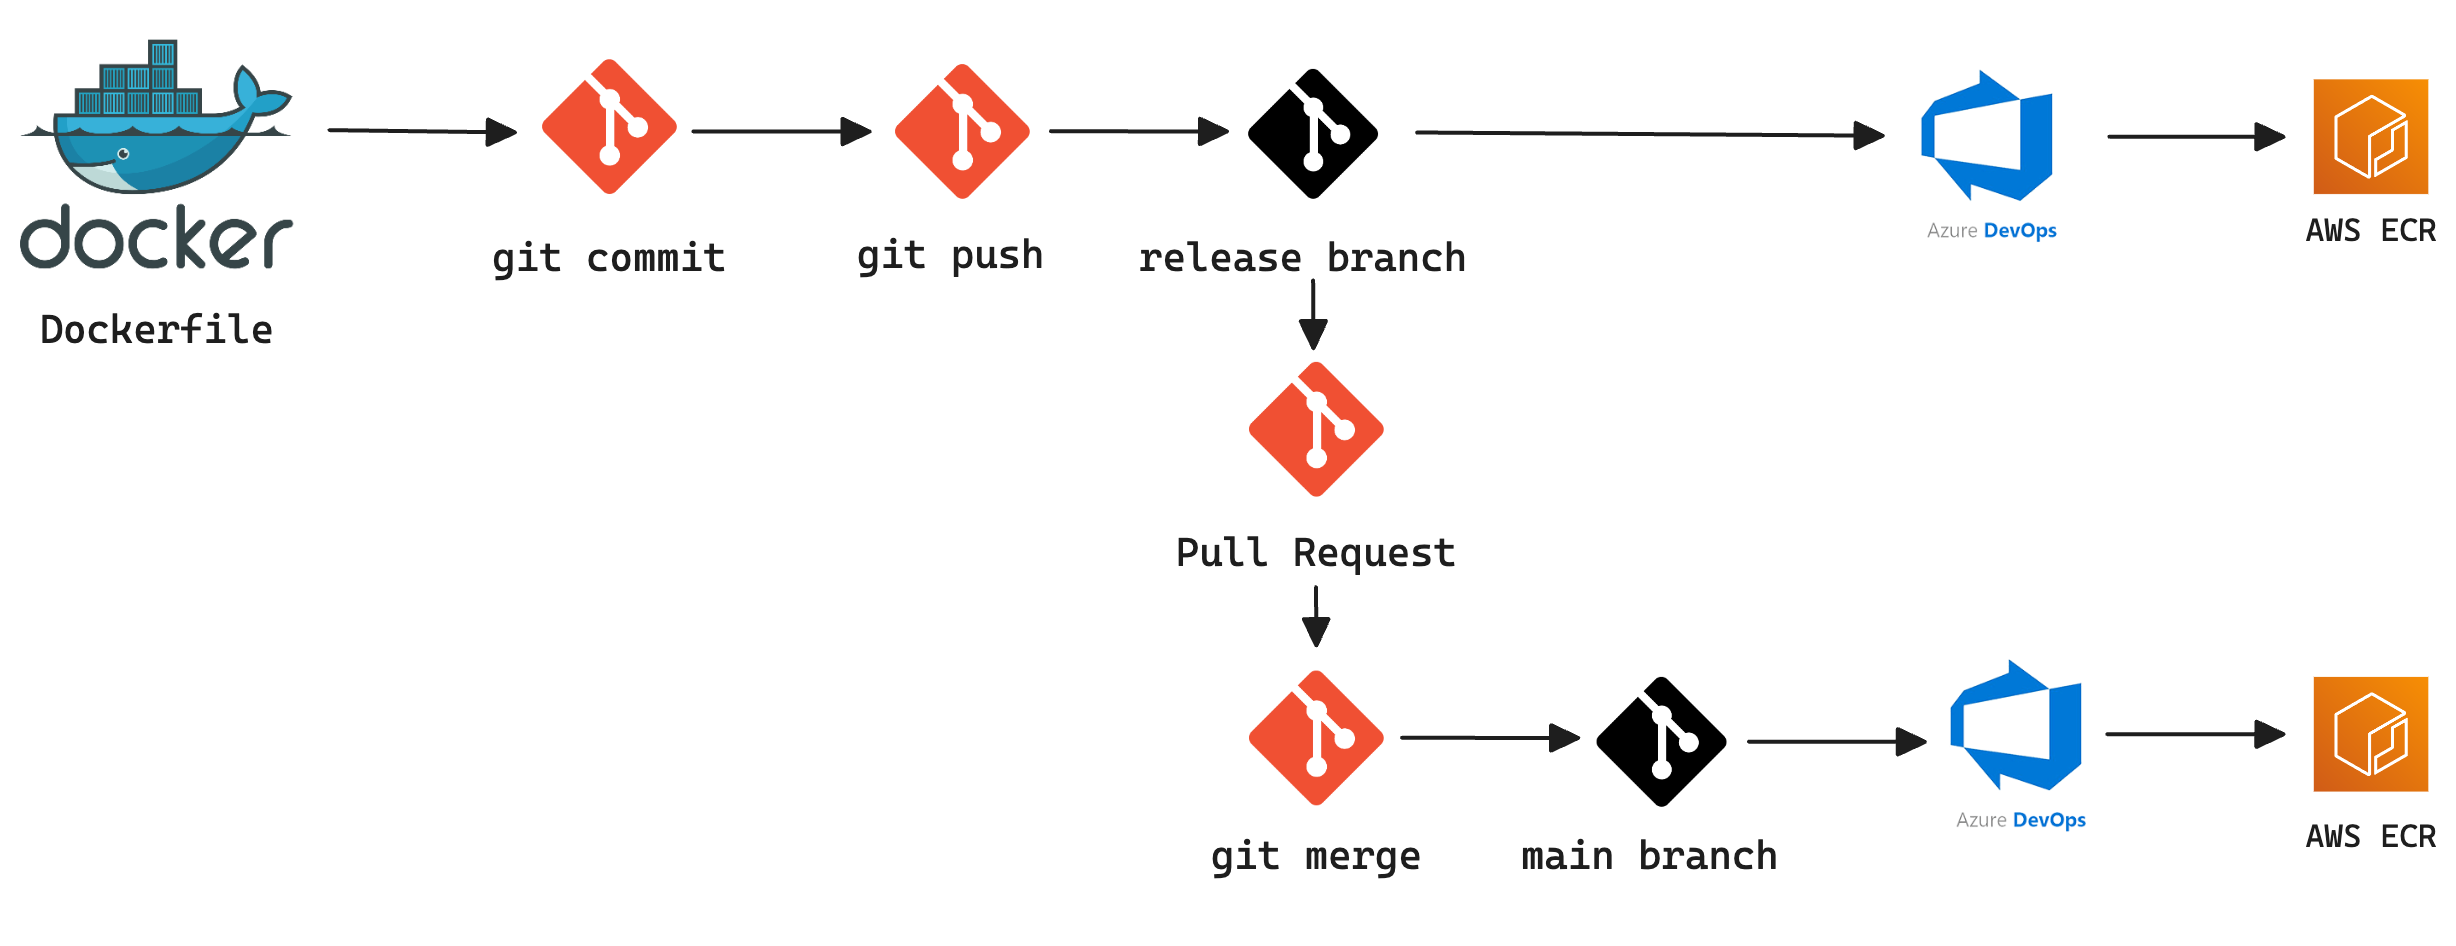 docker
Dockerfile
git commit
git push
release branch
Azure DevOps
AWS ECR
Pull Request
git merge
main branch
Azure DevOps
AWS ECR